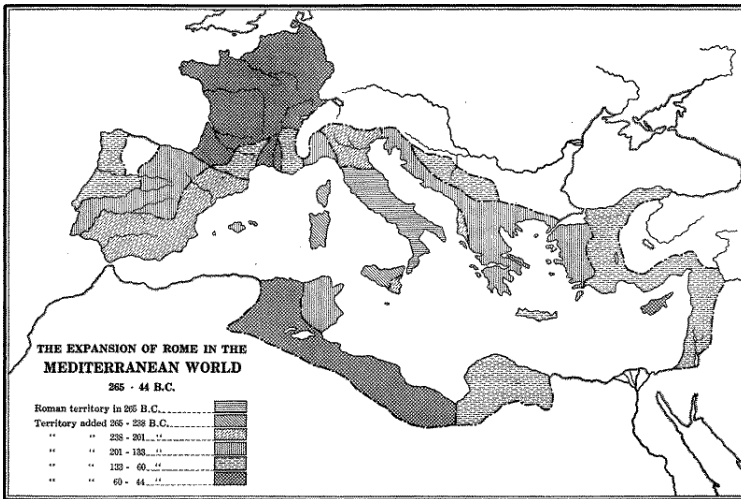 THE EXPANSION OF ROME IN THE
MEDITERRANEAN WORLD
265 - 44 B.C.
Roman territory in 265 B.C.
Territory added 265 - 238 B.C.
“ “ 238 - 201 “
“ “ 201 - 133 “
“ “ 133 - 60 “
“ “ 60 - 44 “